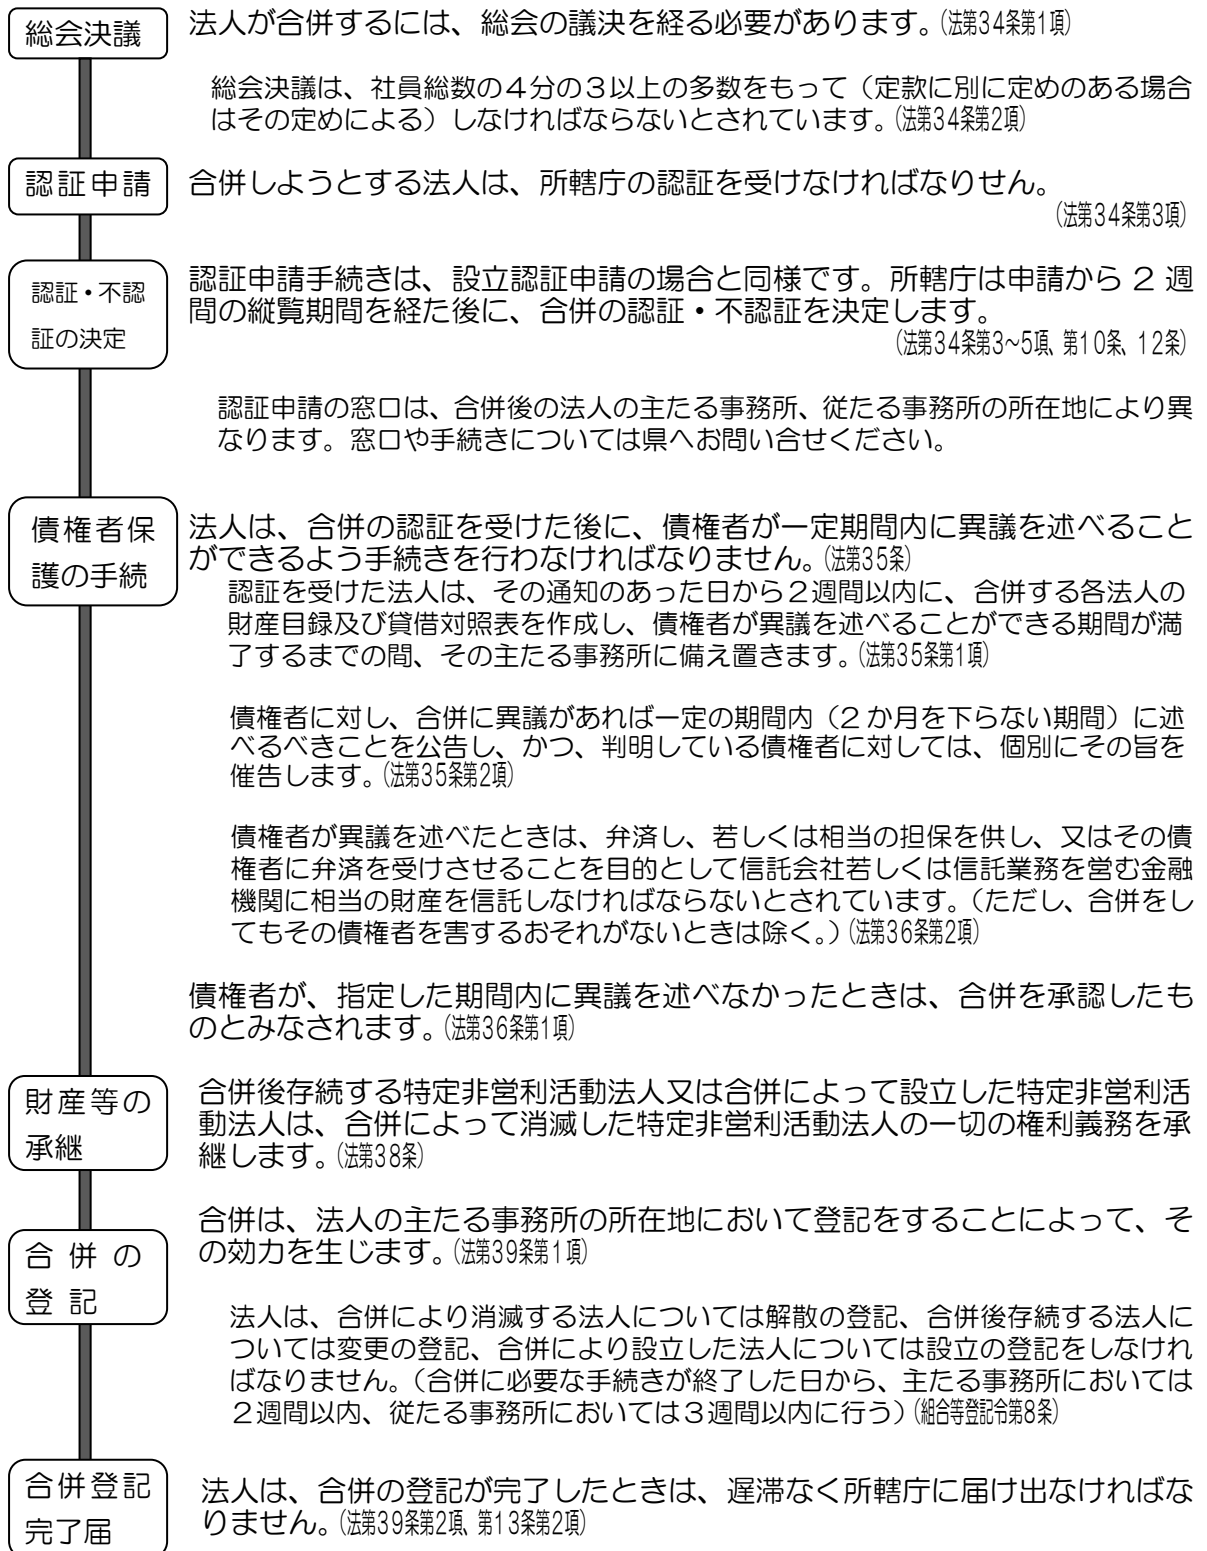 総会決議
法人が合併するには、総会の議決を経る必要があります。(法第34条第1項)
総会決議は、社員総数の4分の3以上の多数をもって（定款に別に定めのある場合
はその定めによる）しなければならないとされています。(法第34条第2項)
認証申請
合併しようとする法人は、所轄庁の認証を受けなければなりせん。
(法第34条第3項)
認証・不認
証の決定
認証申請手続きは、設立認証申請の場合と同様です。所轄庁は申請から 2 週
間の縦覧期間を経た後に、合併の認証・不認証を決定します。
(法第34条第3~5項、第10条、12条)
認証申請の窓口は、合併後の法人の主たる事務所、従たる事務所の所在地により異
なります。窓口や手続きについては県へお問い合せください。
債権者保
護の手続
法人は、合併の認証を受けた後に、債権者が一定期間内に異議を述べること
ができるよう手続きを行わなければなりません。(法第35条)
認証を受けた法人は、その通知のあった日から2週間以内に、合併する各法人の
財産目録及び貸借対照表を作成し、債権者が異議を述べることができる期間が満
了するまでの間、その主たる事務所に備え置きます。(法第35条第1項)
債権者に対し、合併に異議があれば一定の期間内（2 か月を下らない期間）に述
べるべきことを公告し、かつ、判明している債権者に対しては、個別にその旨を
催告します。(法第35条第2項)
債権者が異議を述べたときは、弁済し、若しくは相当の担保を供し、又はその債
権者に弁済を受けさせることを目的として信託会社若しくは信託業務を営む金融
機関に相当の財産を信託しなければならないとされています。（ただし、合併をし
てもその債権者を害するおそれがないときは除く。）(法第36条第2項)
債権者が、指定した期間内に異議を述べなかったときは、合併を承認したも
のとみなされます。(法第36条第1項)
財産等の
承継
合併後存続する特定非営利活動法人又は合併によって設立した特定非営利活
動法人は、合併によって消滅した特定非営利活動法人の一切の権利義務を承
継します。(法第38条)
合 併 の
登 記
合併は、法人の主たる事務所の所在地において登記をすることによって、そ
の効力を生じます。(法第39条第1項)
法人は、合併により消滅する法人については解散の登記、合併後存続する法人に
ついては変更の登記、合併により設立した法人については設立の登記をしなけれ
ばなりません。（合併に必要な手続きが終了した日から、主たる事務所においては
2週間以内、従たる事務所においては3週間以内に行う）(組合等登記令第8条)
合併登記
完了届
法人は、合併の登記が完了したときは、遅滞なく所轄庁に届け出なければな
りません。(法第39条第2項、第13条第2項)